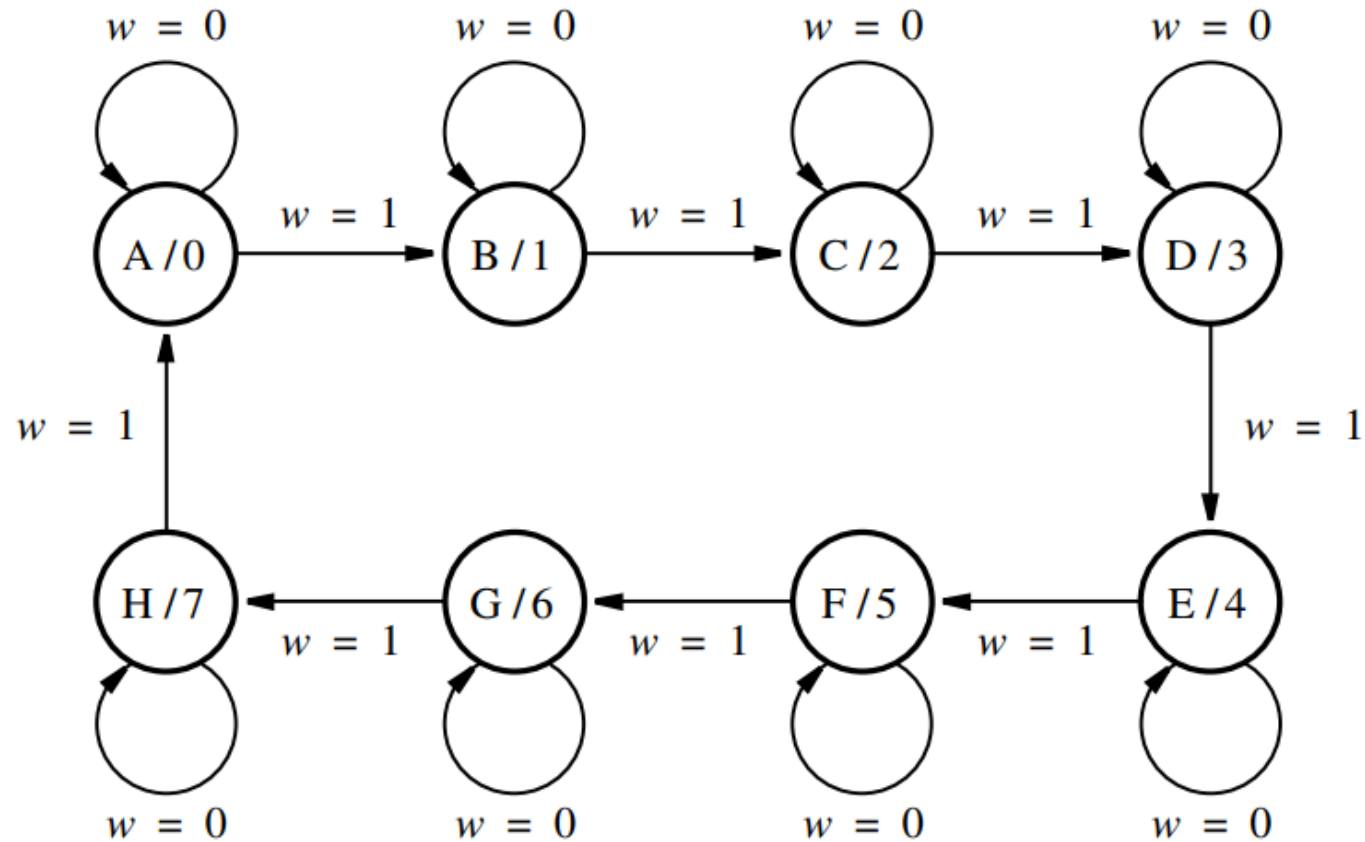 w = 0 w = 0 w = 0 w = 0
w = 1 w = 1 w = 1
A/0 B/1 C/2 D/3
w = 1 w = 1
H/7 G/6 F/5 E/4
w = 1 w = 1 w = 1
w = 0 w = 0 w = 0 w = 0